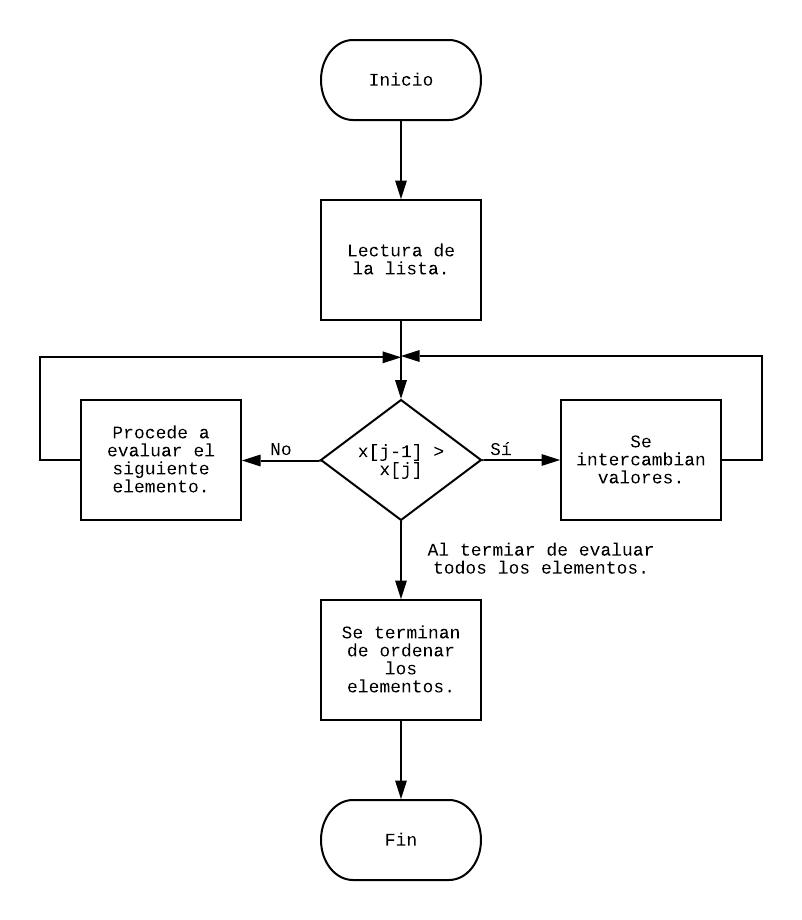 Inicio
Lectura de
la lista.
Procede a
evaluar el
siguiente
elemento.
No
x[j-1] >
x[j]
Sí
Se
intercambian
valores.
Al termiar de evaluar
todos los elementos.
Se terminan
de ordenar
los
elementos.
Fin